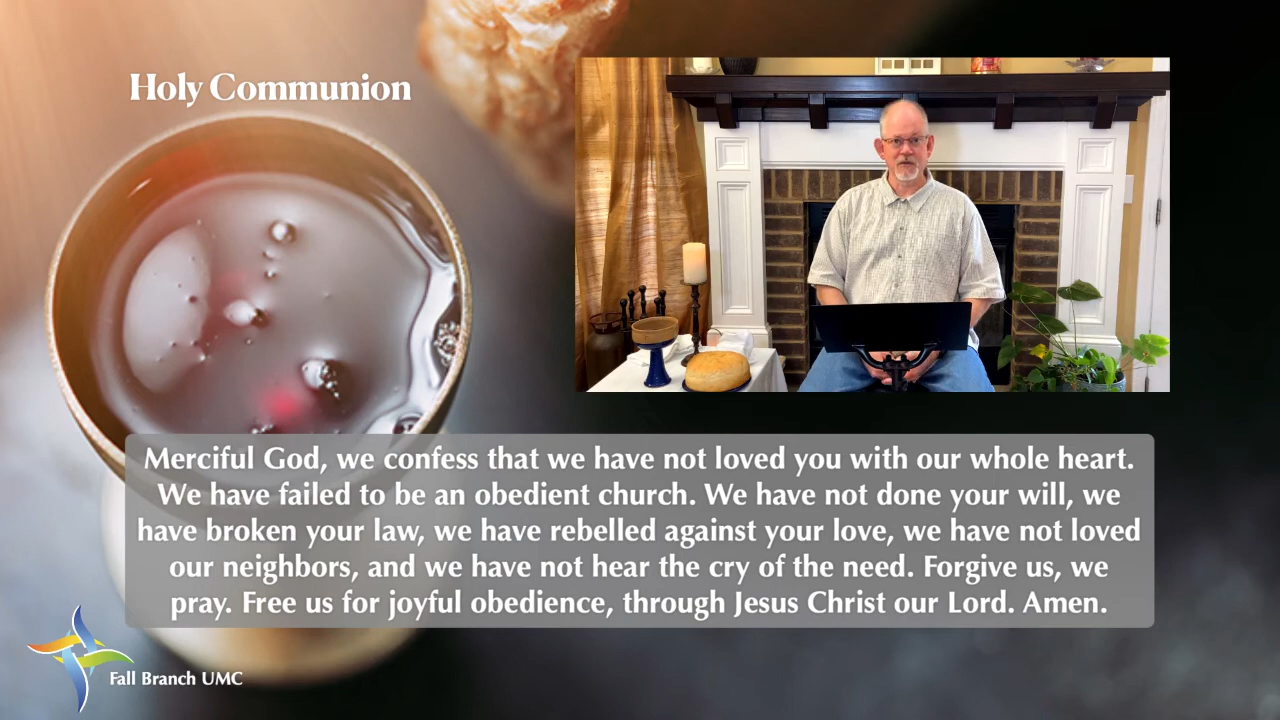 Holy Communion
Merciful God, we confess that we have not loved you with our whole heart.
We have failed to be an obedient church. We have not done your will, we
have broken your law, we have rebelled against your love, we have not loved
our neighbors, and we have not hear the cry of the need. Forgive us, we
pray. Free us for joyful obedience, through Jesus Christ our Lord. Amen.
Fall Branch UMC